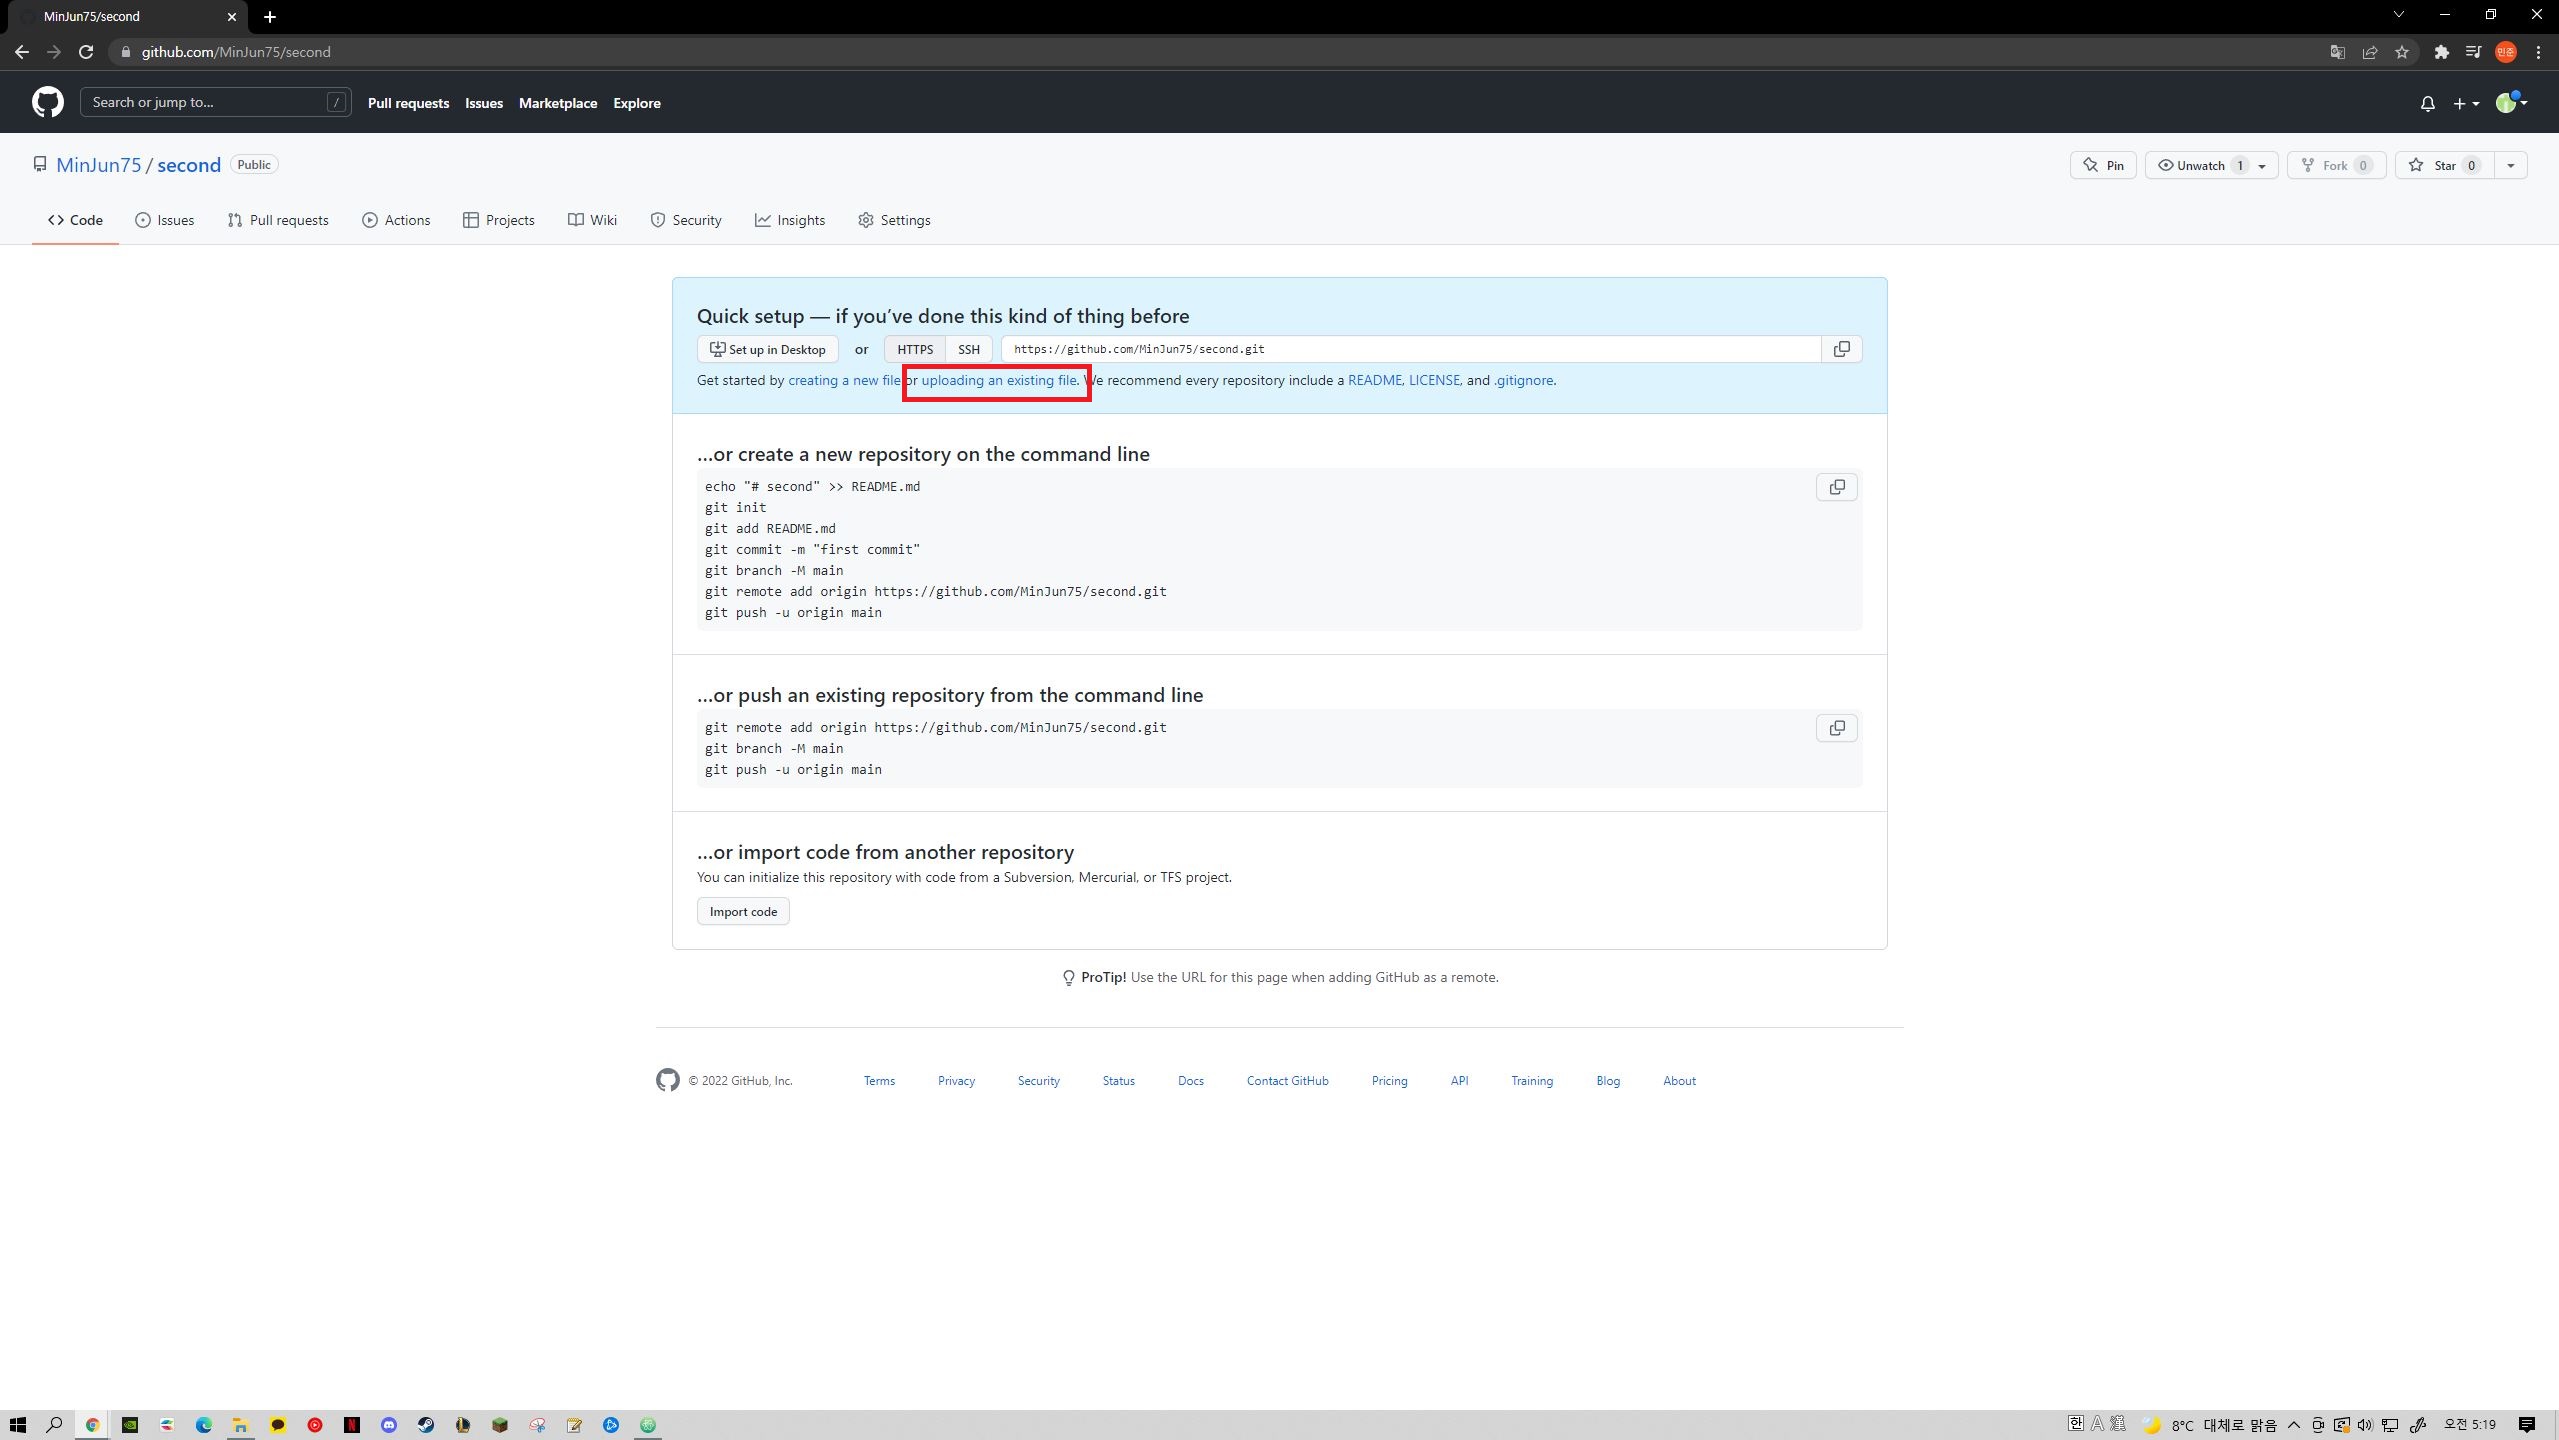 MinJun75/second
github.com/MinJun75/second
민준
Search or jump to... /
Pull requests Issues Marketplace Explore
MinJun75 / second Public
Pin Unwatch 1 Fork 0 Star 0
Code Issues Pull requests Actions Projects Wiki Security Insights Settings
Quick setup — if you’ve done this kind of thing before
Set up in Desktop or HTTPS SSH https://github.com/MinJun75/second.git
Get started by creating a new file or uploading an existing file. We recommend every repository include a README, LICENSE, and .gitignore.
…or create a new repository on the command line
echo "# second" >> README.md
git init
git add README.md
git commit -m "first commit"
git branch -M main
git remote add origin https://github.com/MinJun75/second.git
git push -u origin main
…or push an existing repository from the command line
git remote add origin https://github.com/MinJun75/second.git
git branch -M main
git push -u origin main
…or import code from another repository
You can initialize this repository with code from a Subversion, Mercurial, or TFS project.
Import code
ProTip! Use the URL for this page when adding GitHub as a remote.
© 2022 GitHub, Inc. Terms Privacy Security Status Docs Contact GitHub Pricing API Training Blog About
한 A 漢 8°C 대체로 맑음 오전 5:19